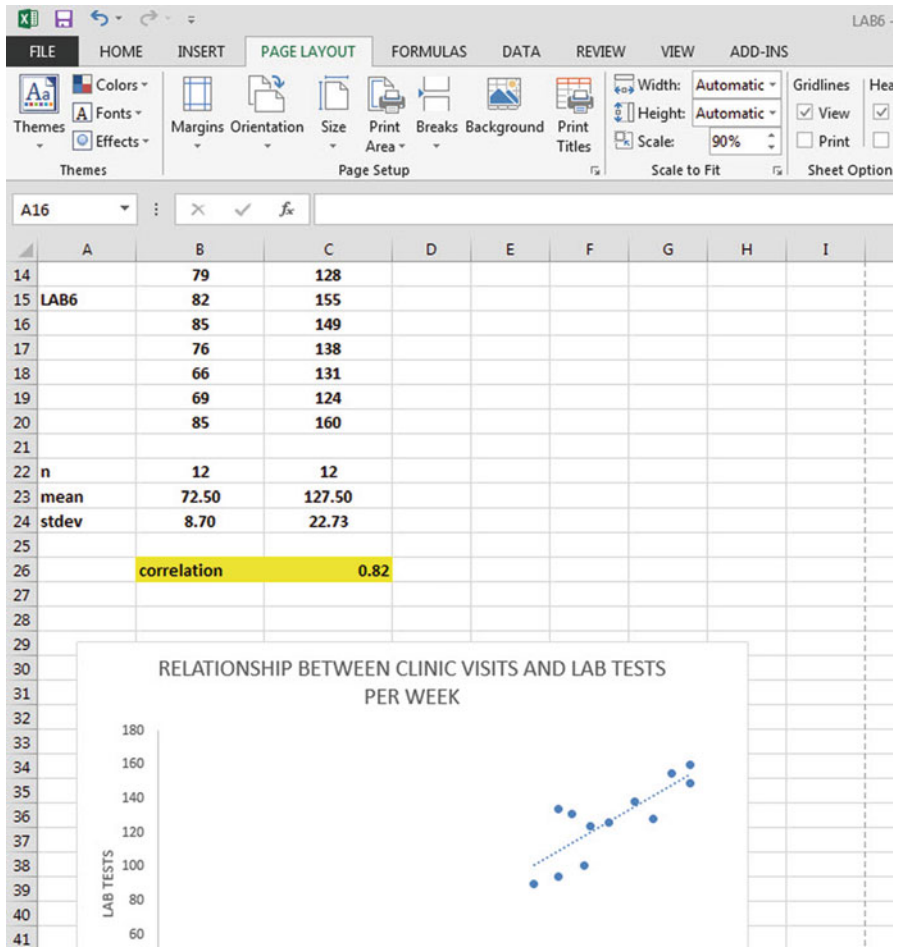 LAB6 -
FILE HOME INSERT PAGE LAYOUT FORMULAS DATA REVIEW VIEW ADD-INS
Themes
Colors
Fonts
Effects
Themes
Margins Orientation Size Print Area Breaks Background Print Titles
Page Setup
Width: Automatic
Height: Automatic
Scale: 90%
Scale to Fit
Gridlines Hea
View
Print
Sheet Option
A16 fx
A B C D E F G H I
14 79 128
15 LAB6 82 155
16 85 149
17 76 138
18 66 131
19 69 124
20 85 160
21
22 n 12 12
23 mean 72.50 127.50
24 stdev 8.70 22.73
25
26 correlation 0.82
27
28
29
30
31
32
33
34
35
36
37
38
39
40
41
RELATIONSHIP BETWEEN CLINIC VISITS AND LAB TESTS
PER WEEK
LAB TESTS
180
160
140
120
100
80
60